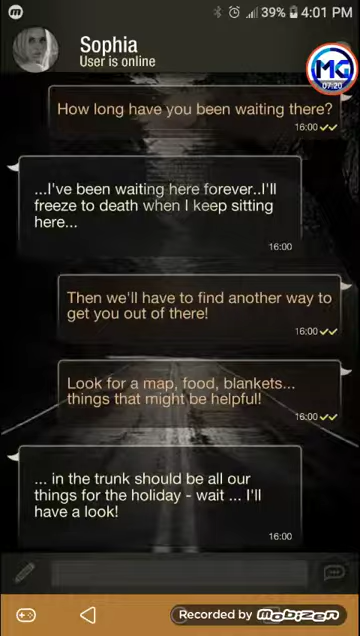 39% 4:01 PM
Sophia
User is online
MG
07:20
How long have you been waiting there?
16:00
...I've been waiting here forever..I'll
freeze to death when I keep sitting
here...
16:00
Then we'll have to find another way to
get you out of there!
16:00
Look for a map, food, blankets...
things that might be helpful!
16:00
... in the trunk should be all our
things for the holiday - wait ... I'll
have a look!
16:00
Recorded by mobizen